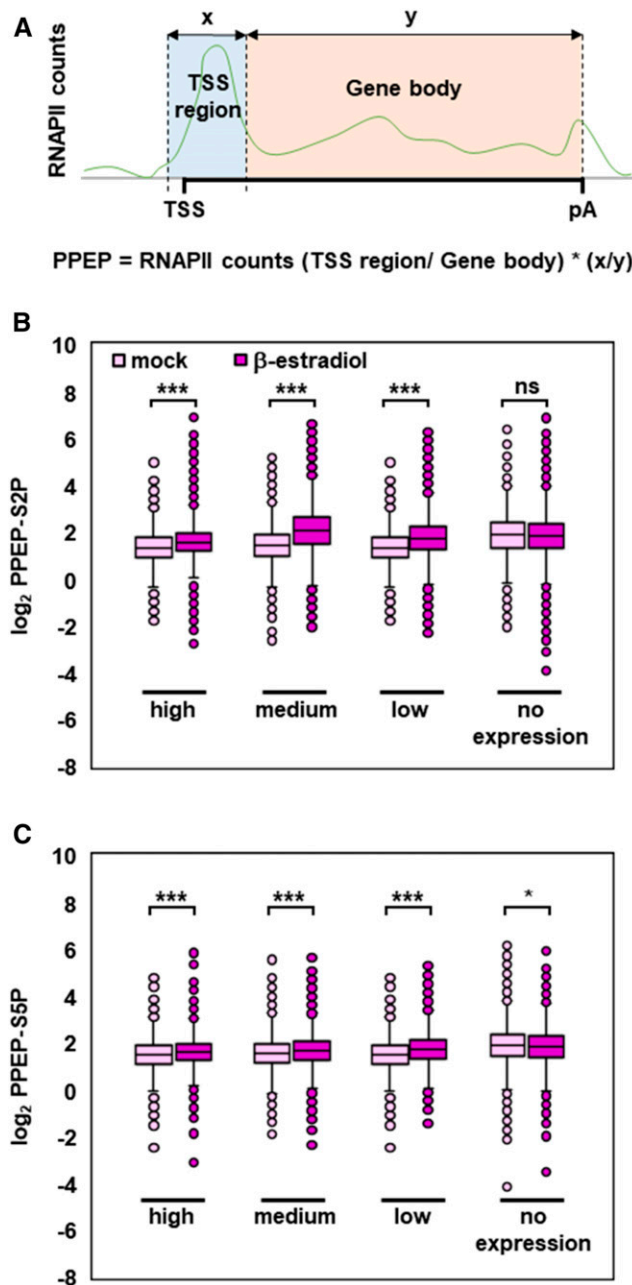 A
x
y
RNAPII counts
TSS
region
Gene body
TSS
pA
PPEP = RNAPII counts (TSS region/ Gene body) * (x/y)
B
log2 PPEP-S2P
10
8
6
4
2
0
-2
-4
-6
-8
mock
β-estradiol
***
***
***
ns
high
medium
low
no
expression
C
log2 PPEP-S5P
10
8
6
4
2
0
-2
-4
-6
-8
***
***
***
*
high
medium
low
no
expression